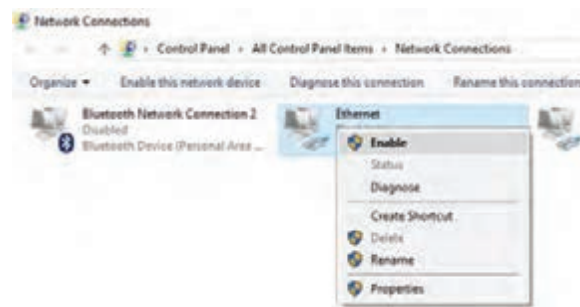 Network Connections
Control Panel › All Control Panel Items › Network Connections
Organize Enable this network device Diagnose this connection Rename this connection
Bluetooth Network Connection 2
Disabled
Bluetooth Device (Personal Area ...
Ethernet
Enable
Status
Diagnose
Create Shortcut
Delete
Rename
Properties